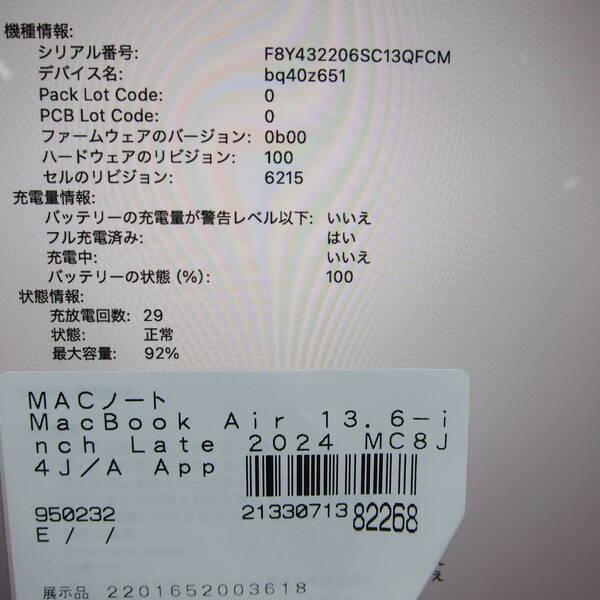 機種情報:
シリアル番号: F8Y432206SC13QFCM
デバイス名: bq40z651
Pack Lot Code: 0
PCB Lot Code: 0
ファームウェアのバージョン: 0b00
ハードウェアのリビジョン: 100
セルのリビジョン: 6215
充電量情報:
バッテリーの充電量が警告レベル以下: いいえ
フル充電済み: はい
充電中: いいえ
バッテリーの状態 (%): 100
状態情報:
充放電回数: 29
状態: 正常
最大容量: 92%
MACノート
MacBook Air 13.6-i
nch Late 2024 MC8J
4J/A App
950232
2133071382268
E / /
展示品 2201652003618
え